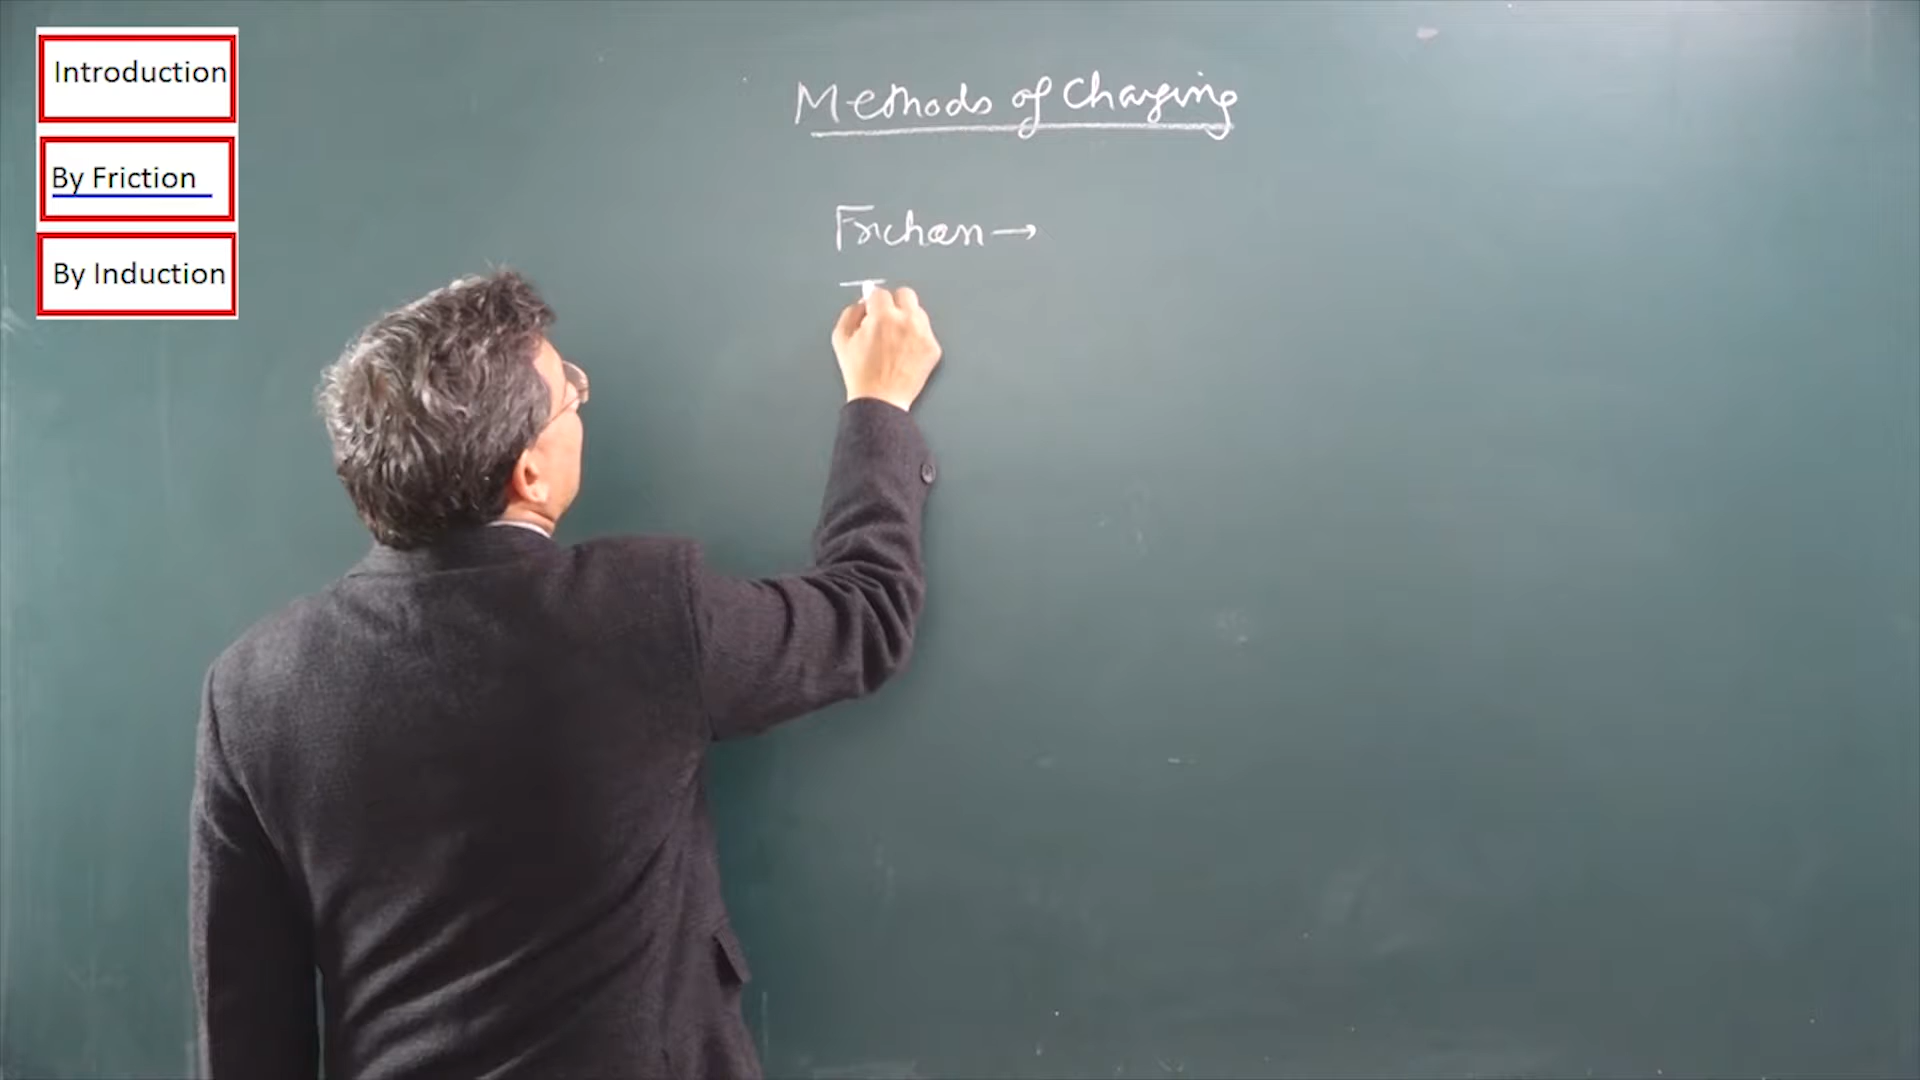 Introduction
By Friction
By Induction
Methods of Charging
Friction →